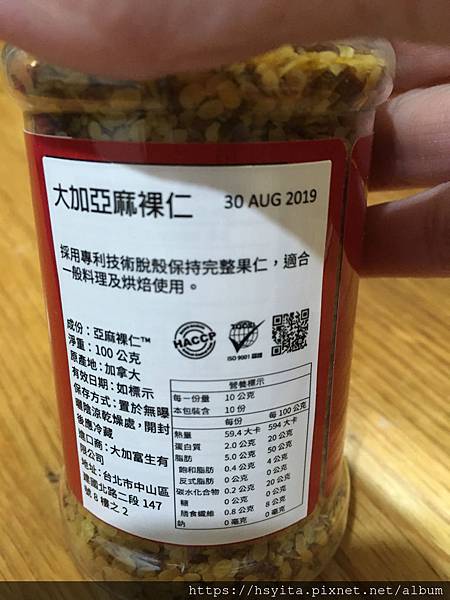 大加亞麻裸仁 30 AUG 2019
採用專利技術脫殼保持完整果仁，適合
一般料理及烘焙使用。
成份：亞麻裸仁™
淨重：100 公克
原產地：加拿大
有效日期：如標示
保存方式：置於無曝
曬陰涼乾燥處，開封
後應冷藏
進口商：大加富生有
限公司
地址：台北市中山區
建國北路二段 147
號 8 樓之 2
HACCP
ISO 9001
營養標示
每一份量 10 公克
本包裝含 10 份
每份 每 100 公克
熱量 59.4 大卡 594 大卡
蛋白質 2.0 公克 20 公克
脂肪 5.0 公克 50 公克
飽和脂肪 0.4 公克 4 公克
反式脂肪 0 公克 0 公克
碳水化合物 0.2 公克 20 公克
糖 0 公克 0 公克
膳食纖維 0.8 公克 8 公克
鈉 0 毫克 0 毫克
https://hsyita.pixnet.net/album